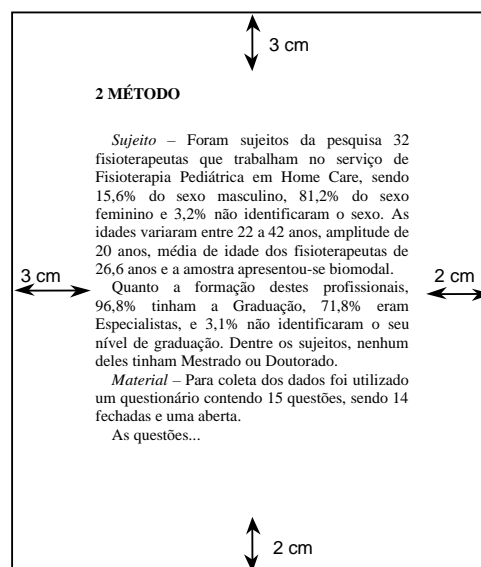 3 cm
2 MÉTODO
Sujeito – Foram sujeitos da pesquisa 32
fisioterapeutas que trabalham no serviço de
Fisioterapia Pediátrica em Home Care, sendo
15,6% do sexo masculino, 81,2% do sexo
feminino e 3,2% não identificaram o sexo. As
idades variaram entre 22 a 42 anos, amplitude de
20 anos, média de idade dos fisioterapeutas de
26,6 anos e a amostra apresentou-se biomodal.
Quanto a formação destes profissionais,
96,8% tinham a Graduação, 71,8% eram
Especialistas, e 3,1% não identificaram o seu
nível de graduação. Dentre os sujeitos, nenhum
deles tinham Mestrado ou Doutorado.
Material – Para coleta dos dados foi utilizado
um questionário contendo 15 questões, sendo 14
fechadas e uma aberta.
As questões...
3 cm
2 cm
2 cm